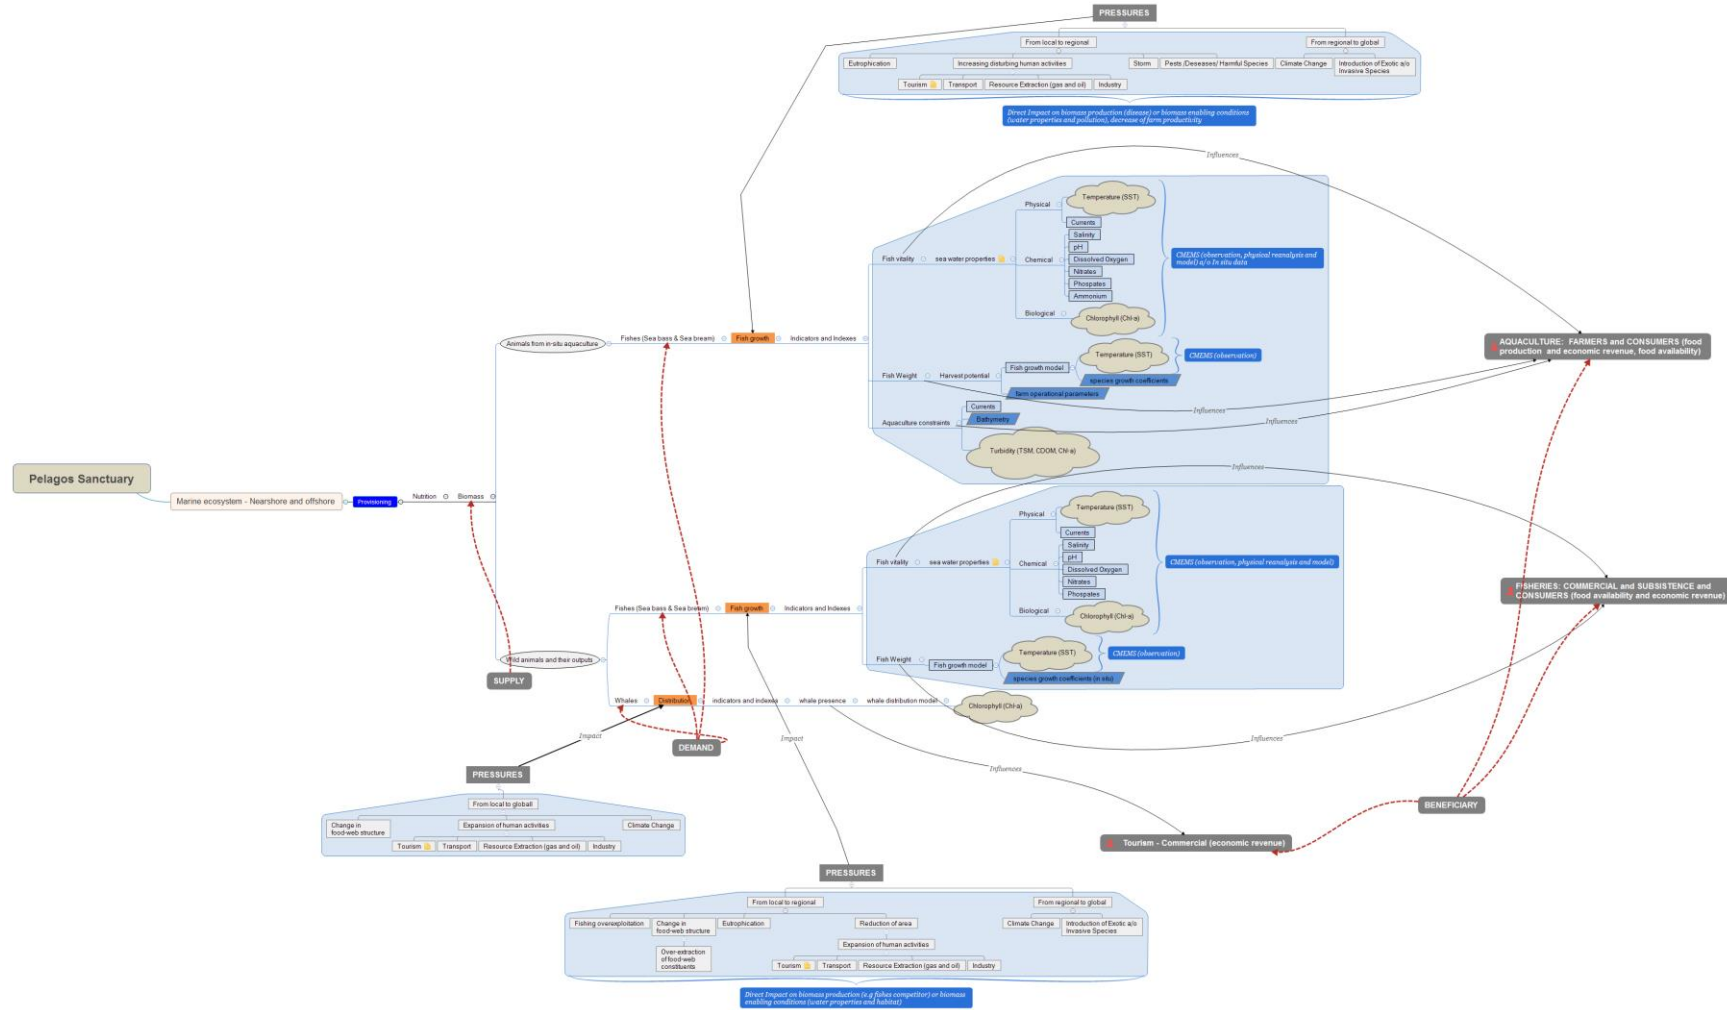 PRESSURES
From local to regional
From regional to global
Eutrophication
Increasing disturbing human activities
Storm
Pests /Deseases/ Harmful Species
Climate Change
Introduction of Exotic a/o
Invasive Species
Tourism
Transport
Resource Extraction (gas and oil)
Industry
Direct Impact on biomass production (disease) or biomass enabling conditions
(water properties and pollution), decrease of farm productivity
Influences
Physical
Temperature (SST)
Currents
Fish vitality
sea water properties
Chemical
Salinity
pH
Dissolved Oxygen
Nitrates
Phospates
Ammonium
CMEMS (observation, physical reanalysis and
model) a/o In situ data
Biological
Chlorophyll (Chl-a)
Animals from in-situ aquaculture
Fishes (Sea bass & Sea bream)
Fish growth
Indicators and Indexes
AQUACULTURE: FARMERS and CONSUMERS (food
production and economic revenue, food availability)
Fish Weight
Harvest potential
Fish growth model
Temperature (SST)
CMEMS (observation)
species growth coefficients
farm operational parameters
Influences
Aquaculture constraints
Currents
Bathymetry
Influences
Turbidity (TSM, CDOM, Chl-a)
Pelagos Sanctuary
Marine ecosystem - Nearshore and offshore
Provisioning
Nutrition
Biomass
Influences
Physical
Temperature (SST)
Currents
Fish vitality
sea water properties
Chemical
Salinity
pH
Dissolved Oxygen
Nitrates
Phospates
CMEMS (observation, physical reanalysis and model)
Biological
Chlorophyll (Chl-a)
FISHERIES: COMMERCIAL and SUBSISTENCE and
CONSUMERS (food availability and economic revenue)
Fishes (Sea bass & Sea bream)
Fish growth
Indicators and Indexes
Wild animals and their outputs
Fish Weight
Fish growth model
Temperature (SST)
CMEMS (observation)
species growth coefficients (in situ)
SUPPLY
Whales
Distribution
indicators and indexes
whale presence
whale distribution model
Chlorophyll (Chl-a)
Impact
DEMAND
Impact
Influences
Influences
PRESSURES
From local to globall
Change in
food-web structure
Expansion of human activities
Climate Change
Tourism
Transport
Resource Extraction (gas and oil)
Industry
BENEFICIARY
Tourism - Commercial (economic revenue)
PRESSURES
From local to regional
From regional to global
Fishing overexploitation
Change in
food-web structure
Eutrophication
Reduction of area
Climate Change
Introduction of Exotic a/o
Invasive Species
Over-extraction
of food-web
constituents
Expansion of human activities
Tourism
Transport
Resource Extraction (gas and oil)
Industry
Direct Impact on biomass production (e.g fishes competitor) or biomass
enabling conditions (water properties and habitat)